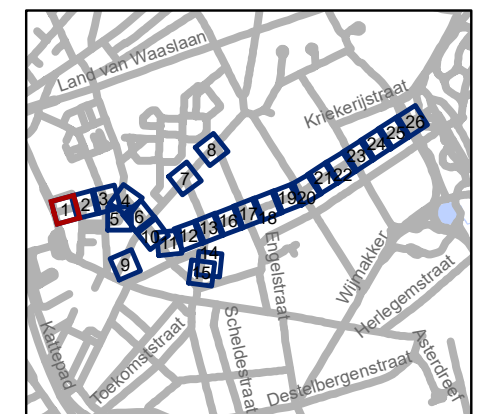 Land van Waaslaan
Kriekerijstraat
1
2
3
4
5
6
7
8
9
10
11
12
13
14
15
16
17
18
19
20
21
22
23
24
25
26
Engelstraat
Wijmakker
Herlegemstraat
Kattepad
Toekomststraat
Scheldestraat
Destelbergenstraat
Asterdreef